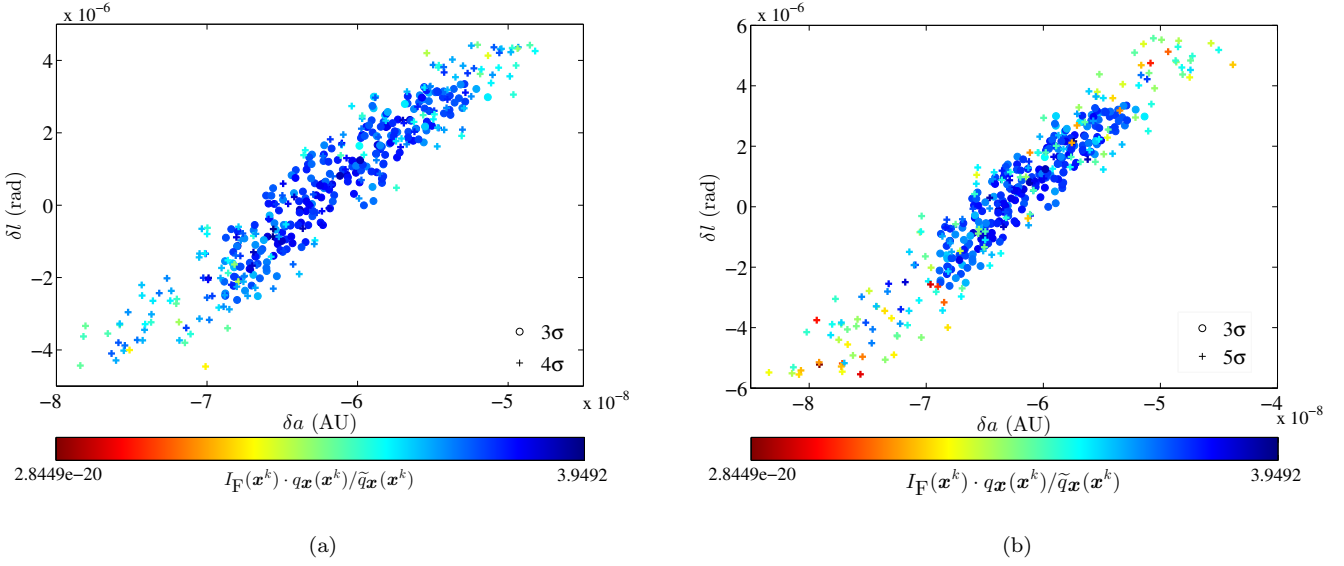 x 10⁻⁶
4
2
0
−2
−4
δl (rad)
3σ
4σ
−8 −7 −6 −5
x 10⁻⁸
δa (AU)
2.8449e−20 3.9492
I_F(x^k) · q_x(x^k)/q̃_x(x^k)
(a)
x 10⁻⁶
6
4
2
0
−2
−4
−6
δl (rad)
3σ
5σ
−8 −7 −6 −5 −4
x 10⁻⁸
δa (AU)
2.8449e−20 3.9492
I_F(x^k) · q_x(x^k)/q̃_x(x^k)
(b)